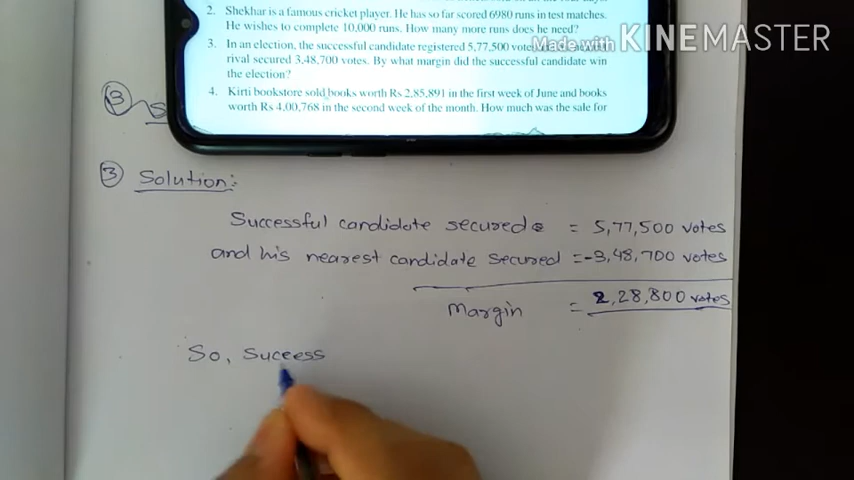 2. Shekhar is a famous cricket player. He has so far scored 6980 runs in test matches.
He wishes to complete 10,000 runs. How many more runs does he need?
3. In an election, the successful candidate registered 5,77,500 votes
rival secured 3,48,700 votes. By what margin did the successful candidate win
the election?
4. Kirti bookstore sold books worth Rs 2,85,891 in the first week of June and books
worth Rs 4,00,768 in the second week of the month. How much was the sale for
Made with KINEMASTER
3
3 Solution:
Successful candidate secured = 5,77,500 votes
and his nearest candidate secured = -3,48,700 votes
Margin = 2,28,800 votes
So, Suceess